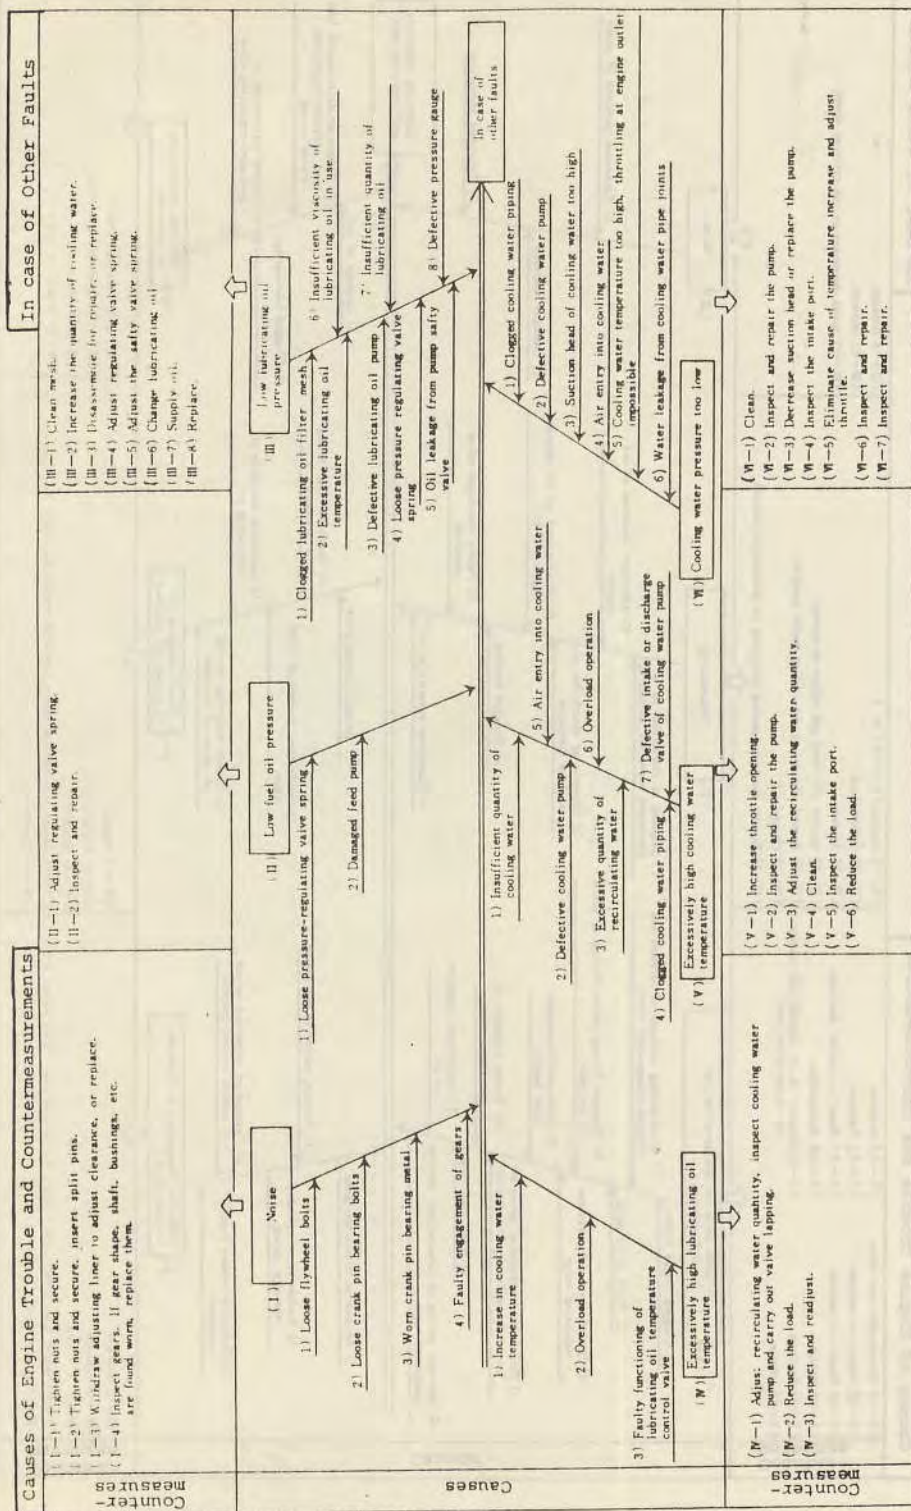 Causes of Engine Trouble and Countermeasurements
In case of Other Faults
Counter-
measures
(I-1) Tighten nuts and secure.
(I-2) Tighten nuts and secure, insert split pins.
(I-3) Withdraw adjusting liner to adjust clearance, or replace.
(I-4) Inspect gears. If gear shape, shaft, bushings, etc.
are found worn, replace them.
(II-1) Adjust regulating valve spring.
(II-2) Inspect and repair.
(III-1) Clean mesh.
(III-2) Increase the quantity of cooling water.
(III-3) Disassemble for repair, or replace.
(III-4) Adjust regulating valve spring.
(III-5) Adjust the safty valve spring.
(III-6) Change lubricating oil
(III-7) Supply oil.
(III-8) Replace.
Causes
(I) Noise
1) Loose flywheel bolts
2) Loose crank pin bearing bolts
3) Worn crank pin bearing metal
4) Faulty engagement of gears
(II) Low fuel oil pressure
1) Loose pressure-regulating valve spring
2) Damaged feed pump
(III) Low lubricating oil
pressure
1) Clogged lubricating oil filter mesh
2) Excessive lubricating oil
temperature
3) Defective lubricating oil pump
4) Loose pressure regulating valve
spring
5) Oil leakage from pump safty
valve
6) Insufficient viscosity of
lubricating oil in use
7) Insufficient quantity of
lubricating oil
8) Defective pressure gauge
In case of
other faults
1) Increase in cooling water
temperature
2) Overload operation
3) Faulty functioning of
lubricating oil temperature
control valve
(IV) Excessively high lubricating oil
temperature
1) Insufficient quantity of
cooling water
2) Defective cooling water pump
3) Excessive quantity of
recirculating water
4) Clogged cooling water piping
5) Air entry into cooling water
6) Overload operation
7) Defective intake or discharge
valve of cooling water pump
(V) Excessively high cooling water
temperature
1) Clogged cooling water piping
2) Defective cooling water pump
3) Suction head of cooling water too high
4) Air entry into cooling water
5) Cooling water temperature too high, throttling at engine outlet
impossible
6) Water leakage from cooling water pipe joints
(VI) Cooling water pressure too low
Counter-
measures
(IV-1) Adjust recirculating water quantity, inspect cooling water
pump and carry out valve lapping.
(IV-2) Reduce the load.
(IV-3) Inspect and readjust.
(V-1) Increase throttle opening.
(V-2) Inspect and repair the pump.
(V-3) Adjust the recirculating water quantity.
(V-4) Clean.
(V-5) Inspect the intake port.
(V-6) Reduce the load.
(VI-1) Clean.
(VI-2) Inspect and repair the pump.
(VI-3) Decrease suction head or replace the pump.
(VI-4) Inspect the intake port.
(VI-5) Eliminate cause of temperature increase and adjust
throttle.
(VI-6) Inspect and repair.
(VI-7) Inspect and repair.